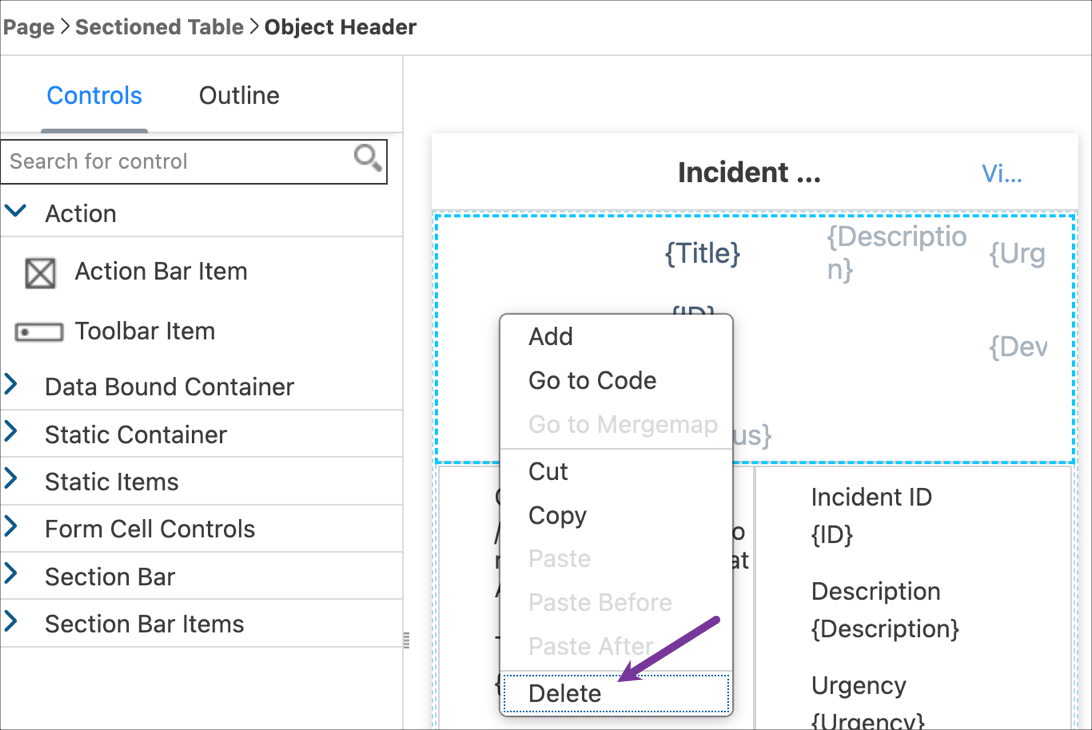 Page > Sectioned Table > Object Header
Controls
Outline
Search for control
Action
Action Bar Item
Toolbar Item
Data Bound Container
Static Container
Static Items
Form Cell Controls
Section Bar
Section Bar Items
Incident ...
Vi...
{Title}
{Descriptio
n}
{Urg
{ID}
{Dev
us}
Add
Go to Code
Go to Mergemap
Cut
Copy
Paste
Paste Before
Paste After
Delete
Incident ID
{ID}
Description
{Description}
Urgency
{Urgency}